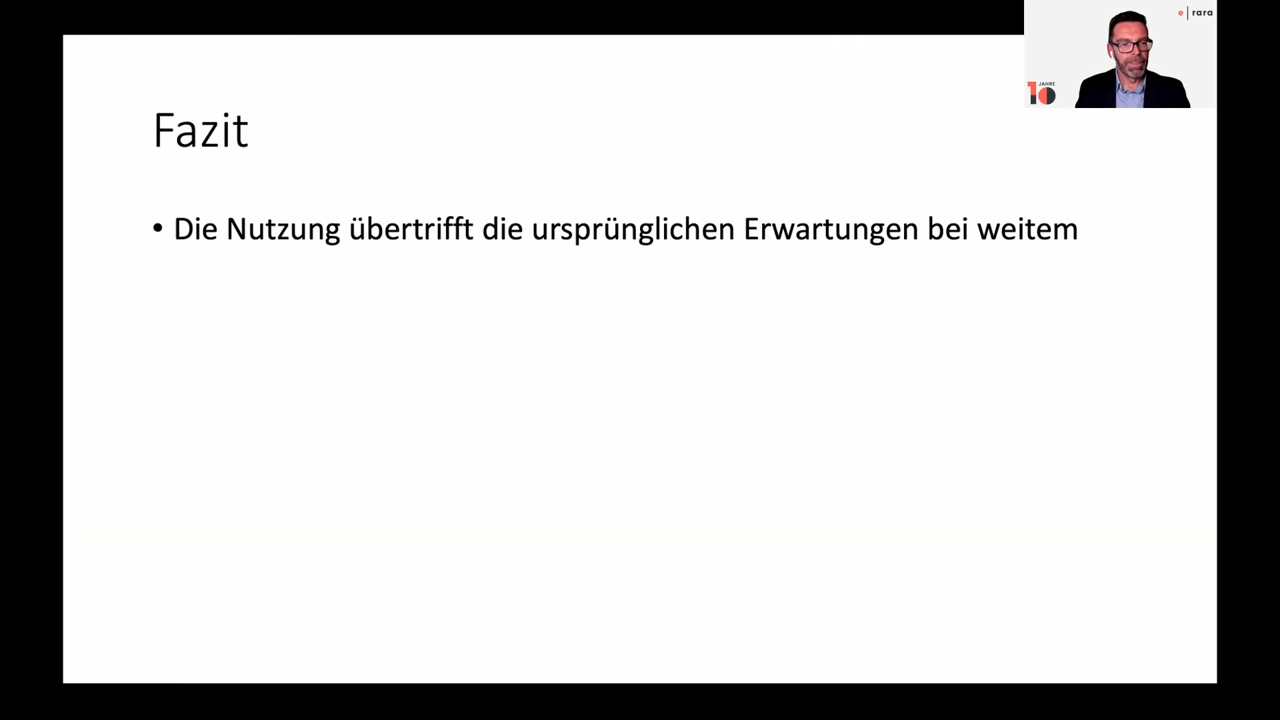 e | rara
10 JAHRE
Fazit
• Die Nutzung übertrifft die ursprünglichen Erwartungen bei weitem